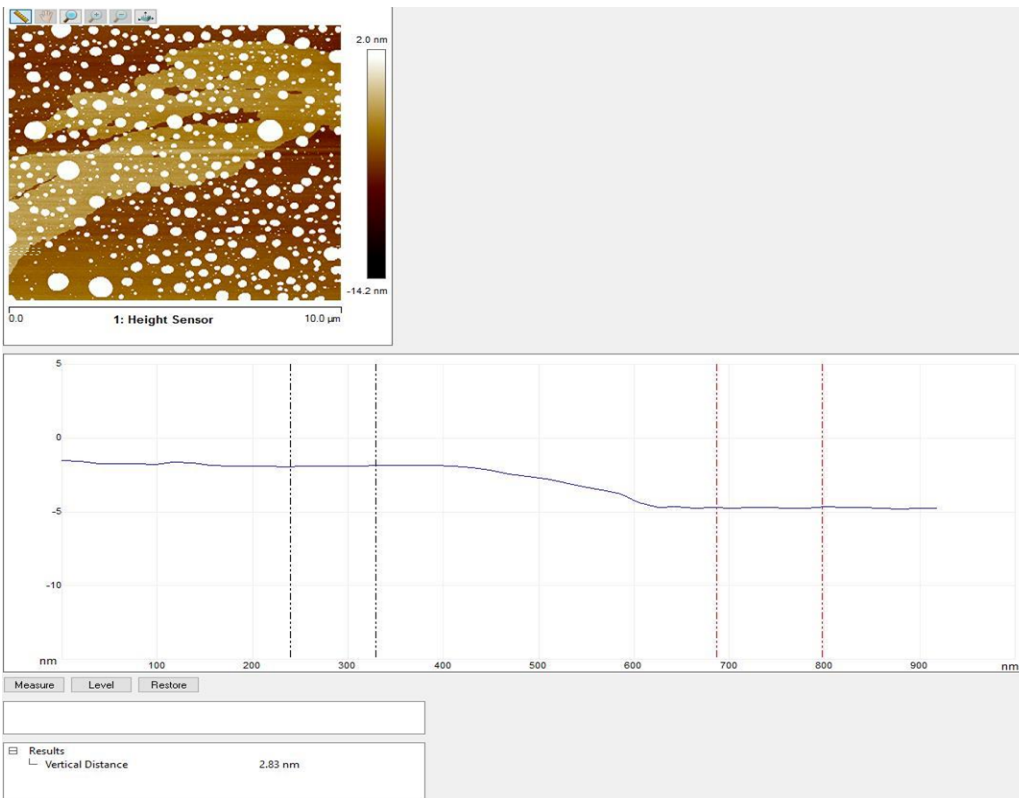 2.0 nm
-14.2 nm
0.0 1: Height Sensor 10.0 µm
5
0
-5
-10
nm 100 200 300 400 500 600 700 800 900 nm
Measure Level Restore
Results
Vertical Distance 2.83 nm